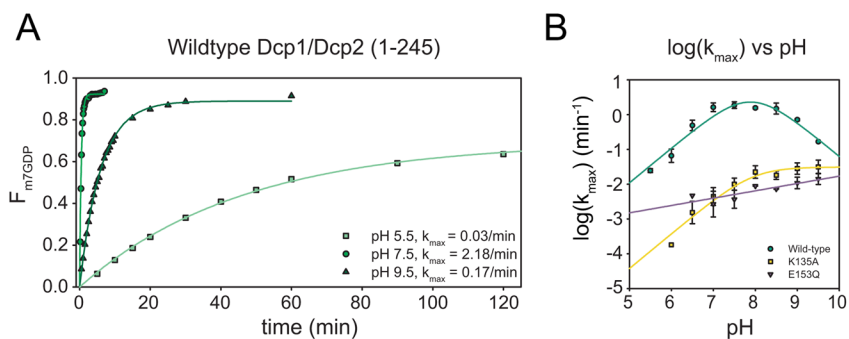 A
Wildtype Dcp1/Dcp2 (1-245)
F m7GDP
1.0
0.8
0.6
0.4
0.2
0.0
pH 5.5, kmax = 0.03/min
pH 7.5, kmax = 2.18/min
pH 9.5, kmax = 0.17/min
0 20 40 60 80 100 120
time (min)
B
log(kmax) vs pH
log(kmax) (min-1)
1
0
-1
-2
-3
-4
-5
Wild-type
K135A
E153Q
5 6 7 8 9 10
pH